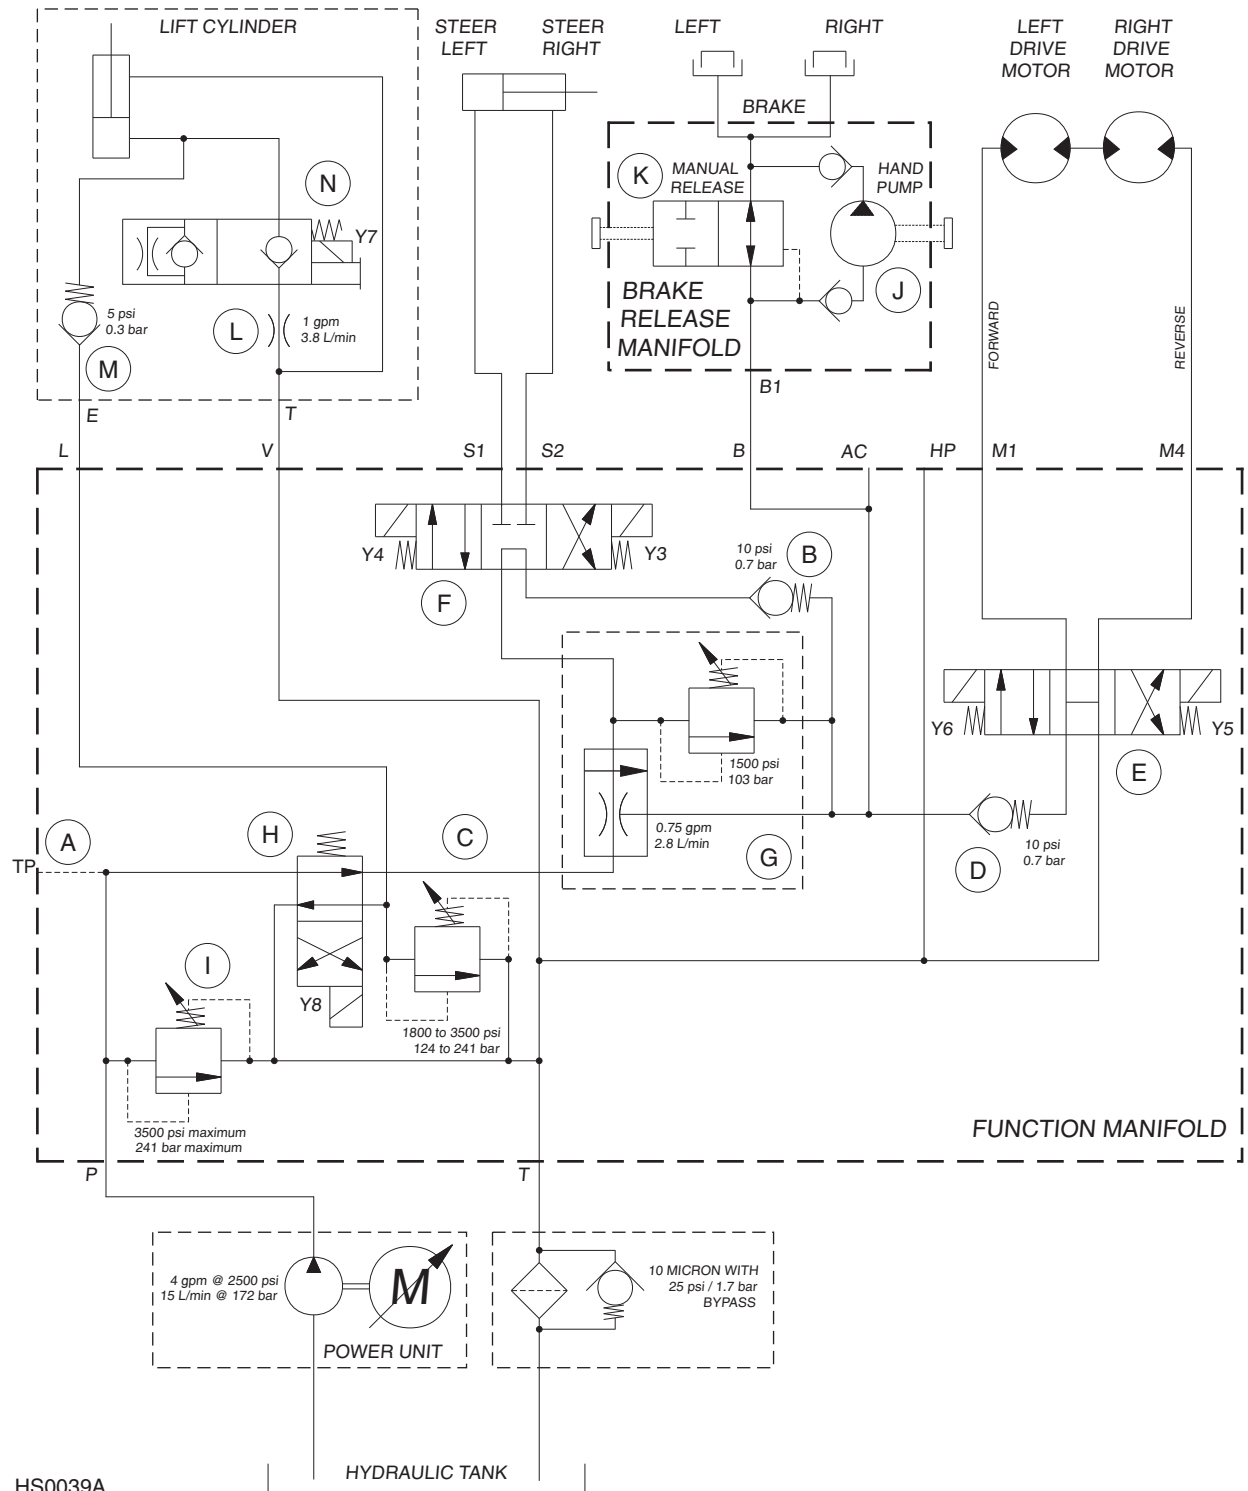 LIFT CYLINDER
STEER
LEFT
STEER
RIGHT
LEFT
RIGHT
LEFT
DRIVE
MOTOR
RIGHT
DRIVE
MOTOR
BRAKE
K
MANUAL
RELEASE
HAND
PUMP
N
Y7
J
BRAKE
RELEASE
MANIFOLD
5 psi
0.3 bar
L
1 gpm
3.8 L/min
M
FORWARD
REVERSE
E
T
B1
L
V
S1
S2
B
AC
HP
M1
M4
Y4
Y3
F
10 psi
0.7 bar
B
Y6
Y5
E
1500 psi
103 bar
0.75 gpm
2.8 L/min
G
D
10 psi
0.7 bar
TP
A
H
C
I
Y8
1800 to 3500 psi
124 to 241 bar
3500 psi maximum
241 bar maximum
FUNCTION MANIFOLD
P
T
4 gpm @ 2500 psi
15 L/min @ 172 bar
M
POWER UNIT
10 MICRON WITH
25 psi / 1.7 bar
BYPASS
HYDRAULIC TANK
HS0039A